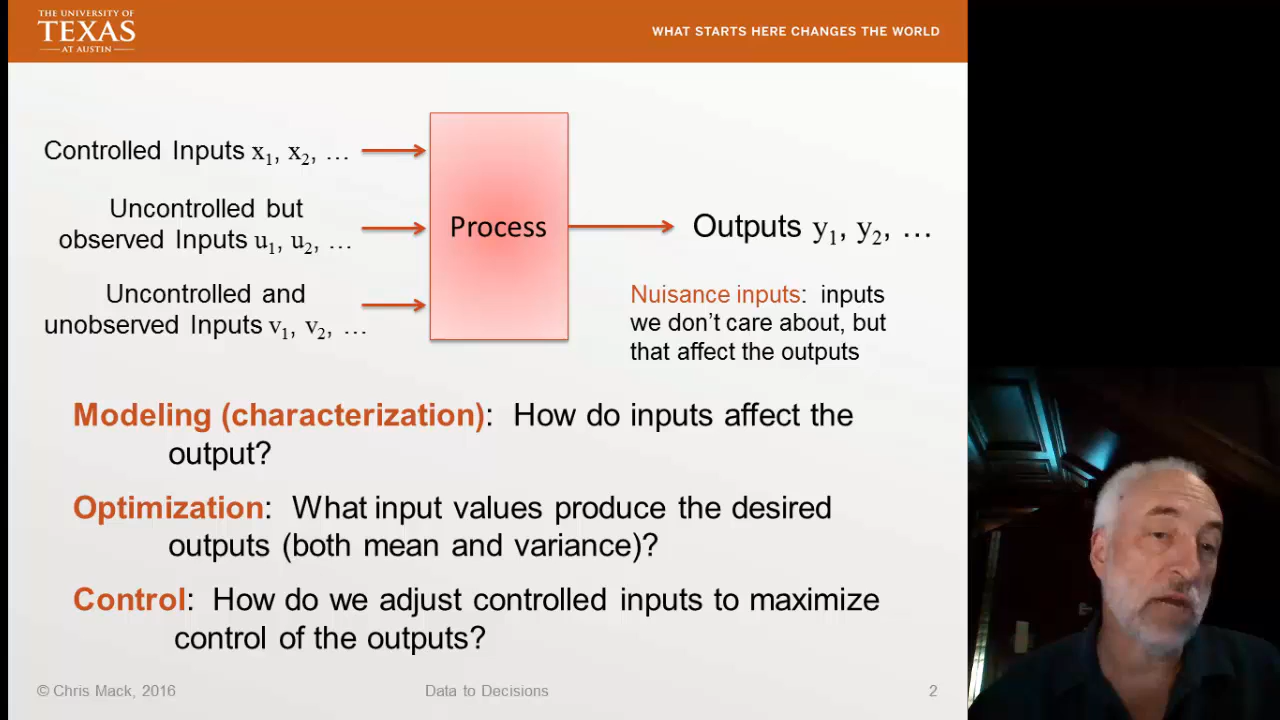 THE UNIVERSITY OF
TEXAS
AT AUSTIN
WHAT STARTS HERE CHANGES THE WORLD
Controlled Inputs x₁, x₂, …
Uncontrolled but
observed Inputs u₁, u₂, …
Uncontrolled and
unobserved Inputs v₁, v₂, …
Process
Outputs y₁, y₂, …
Nuisance inputs: inputs
we don’t care about, but
that affect the outputs
Modeling (characterization): How do inputs affect the
output?
Optimization: What input values produce the desired
outputs (both mean and variance)?
Control: How do we adjust controlled inputs to maximize
control of the outputs?
© Chris Mack, 2016
Data to Decisions
2